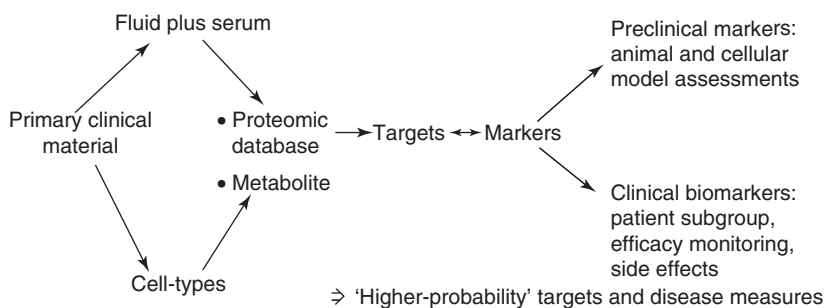 Fluid plus serum
Primary clinical
material
• Proteomic
database
• Metabolite
Cell-types
Targets
Markers
Preclinical markers:
animal and cellular
model assessments
Clinical biomarkers:
patient subgroup,
efficacy monitoring,
side effects
‘Higher-probability’ targets and disease measures